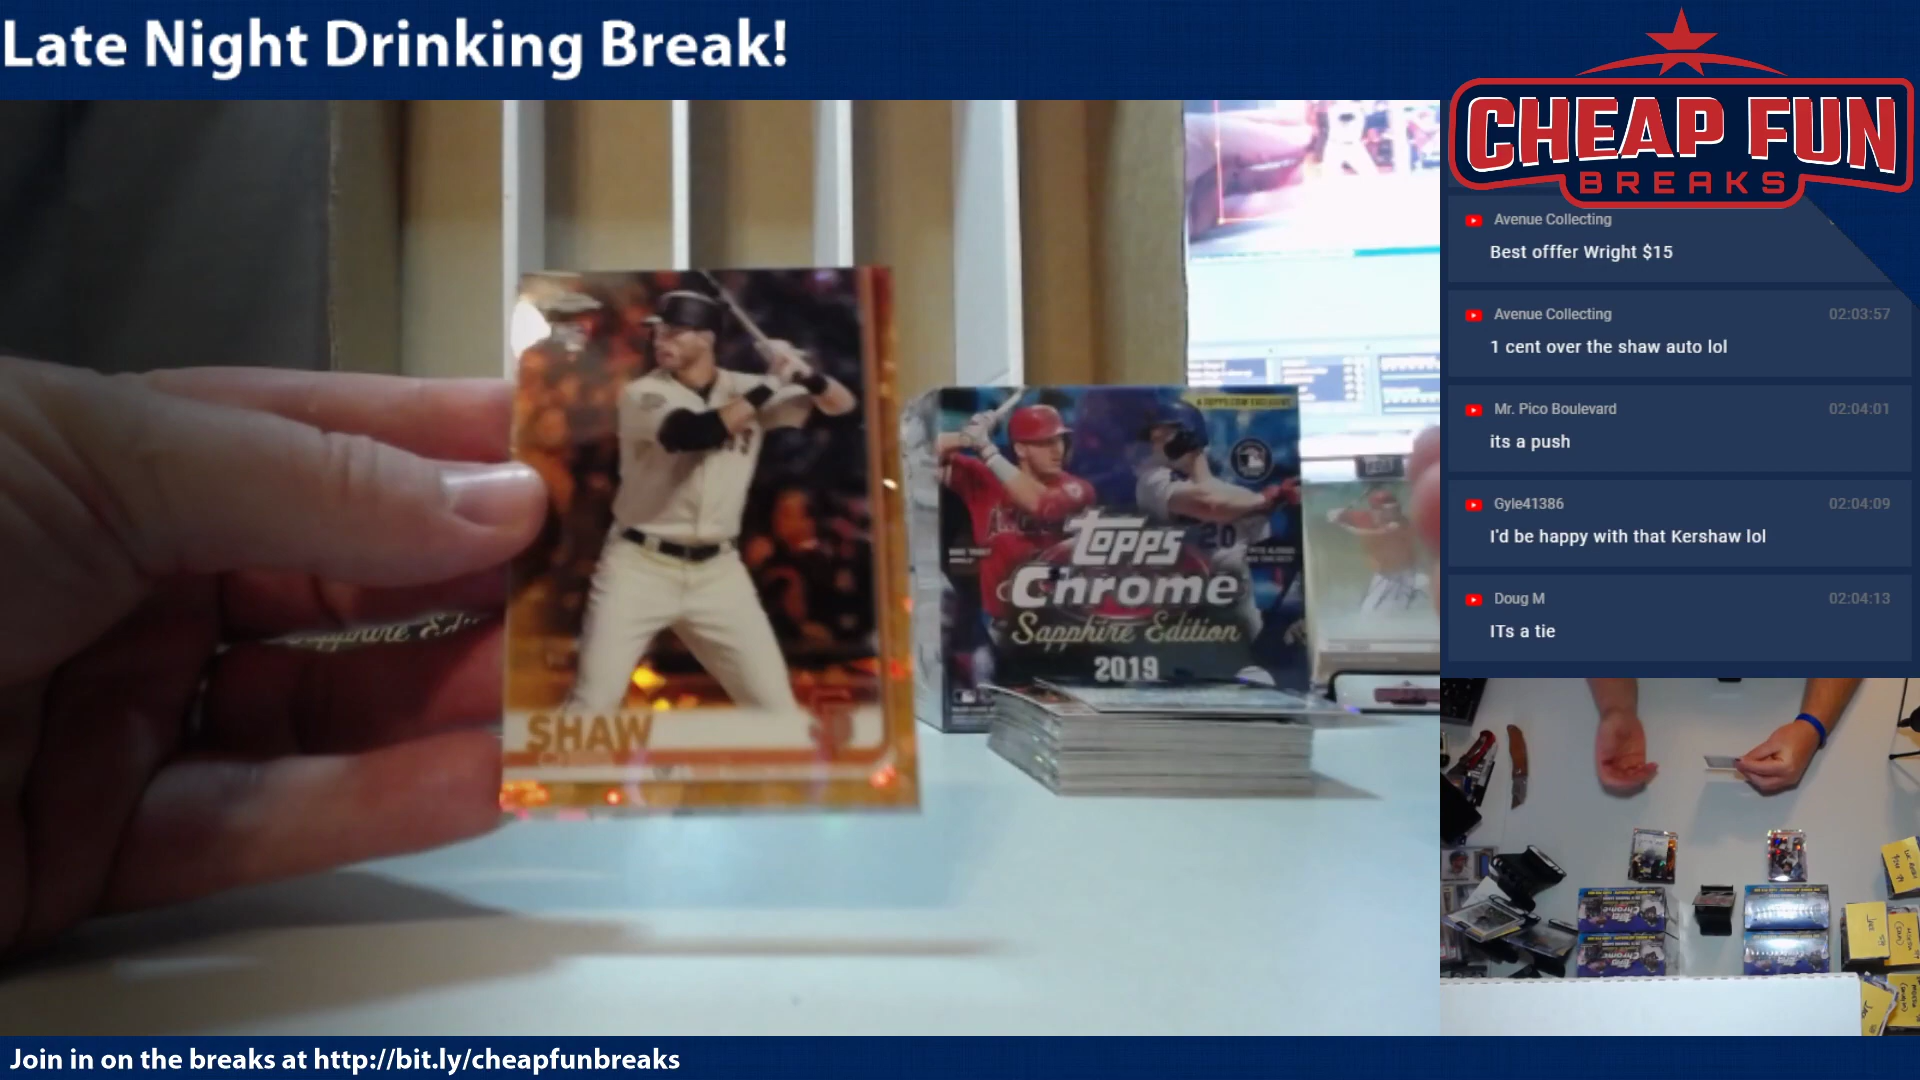 Late Night Drinking Break!
CHEAP FUN
BREAKS
Avenue Collecting
Best offfer Wright $15
Avenue Collecting 02:03:57
1 cent over the shaw auto lol
Mr. Pico Boulevard 02:04:01
its a push
Gyle41386 02:04:09
I'd be happy with that Kershaw lol
Doug M 02:04:13
ITs a tie
SHAW
Topps
Chrome
Sapphire Edition
2019
Join in on the breaks at http://bit.ly/cheapfunbreaks